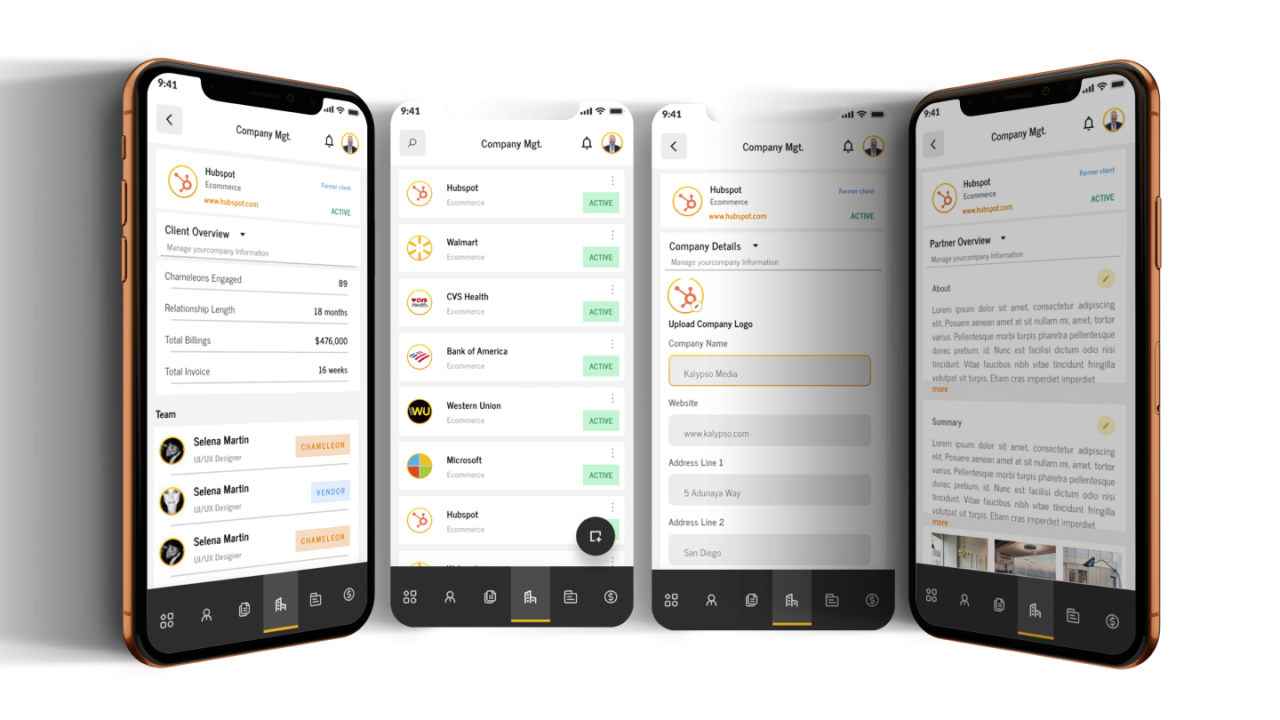 9:41
Company Mgt.
Hubspot
Ecommerce
www.hubspot.com
Former client
ACTIVE
Client Overview
Manage yourcompany Information
Chameleons Engaged 89
Relationship Length 18 months
Total Billings $476,000
Total Invoice 16 weeks
Team
Selena Martin
UI/UX Designer
CHAMELEON
Selena Martin
UI/UX Designer
VENDOR
Selena Martin
UI/UX Designer
CHAMELEON
9:41
Company Mgt.
Hubspot
Ecommerce
ACTIVE
Walmart
Ecommerce
ACTIVE
CVS Health
Ecommerce
ACTIVE
Bank of America
Ecommerce
ACTIVE
Western Union
Ecommerce
ACTIVE
Microsoft
Ecommerce
ACTIVE
Hubspot
Ecommerce
9:41
Company Mgt.
Hubspot
Ecommerce
www.hubspot.com
Former client
ACTIVE
Company Details
Manage yourcompany Information
Upload Company Logo
Company Name
Kalypso Media
Website
www.kalypso.com
Address Line 1
5 Adunaya Way
Address Line 2
San Diego
9:41
Company Mgt.
Hubspot
Ecommerce
www.hubspot.com
Former client
ACTIVE
Partner Overview
Manage yourcompany Information
About
Lorem ipsum dolor sit amet, consectetur adipiscing
elit. Posuere aenean amet at sit nullam mi, amet, tortor
varius. Pellentesque morbi turpis pharetra pellentesque
donec pretium, id. Nunc est facilisi dictum odio nisi
tincidunt. Vitae faucibus nibh vitae tincidunt fringilla
volutpat sit turpis. Etiam cras imperdiet imperdiet.
more
Summary
Lorem ipsum dolor sit amet, consectetur adipiscing
elit. Posuere aenean amet at sit nullam mi, amet, tortor
varius. Pellentesque morbi turpis pharetra pellentesque
donec pretium, id. Nunc est facilisi dictum odio nisi
tincidunt. Vitae faucibus nibh vitae tincidunt fringilla
volutpat sit turpis. Etiam cras imperdiet imperdiet.
more